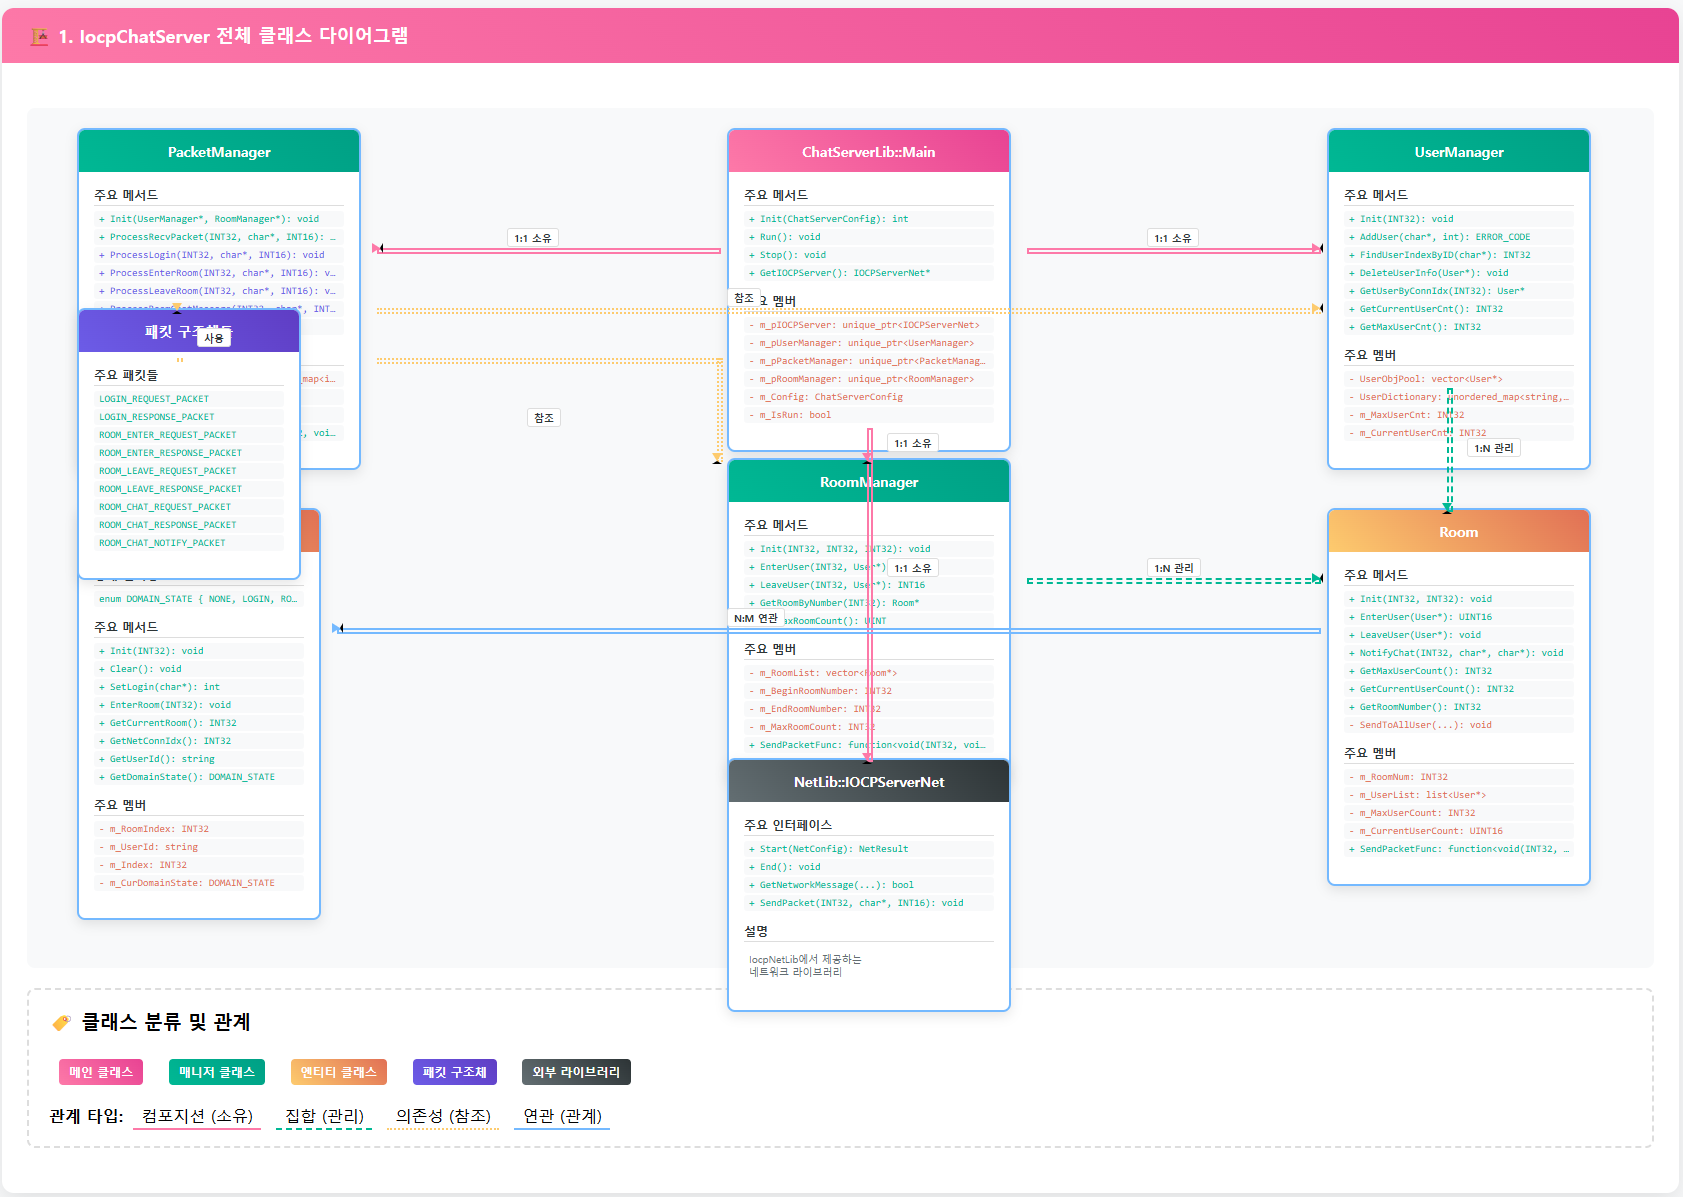 1. IocpChatServer 전체 클래스 다이어그램
PacketManager
주요 메서드
+ Init(UserManager*, RoomManager*): void
+ ProcessRecvPacket(INT32, char*, INT16): …
+ ProcessLogin(INT32, char*, INT16): void
+ ProcessEnterRoom(INT32, char*, INT16): v…
+ ProcessLeaveRoom(INT32, char*, INT16): v…
패킷 구조체들
사용
주요 패킷들
LOGIN_REQUEST_PACKET
LOGIN_RESPONSE_PACKET
ROOM_ENTER_REQUEST_PACKET
ROOM_ENTER_RESPONSE_PACKET
ROOM_LEAVE_REQUEST_PACKET
ROOM_LEAVE_RESPONSE_PACKET
ROOM_CHAT_REQUEST_PACKET
ROOM_CHAT_RESPONSE_PACKET
ROOM_CHAT_NOTIFY_PACKET
enum DOMAIN_STATE { NONE, LOGIN, RO…
주요 메서드
+ Init(INT32): void
+ Clear(): void
+ SetLogin(char*): int
+ EnterRoom(INT32): void
+ GetCurrentRoom(): INT32
+ GetNetConnIdx(): INT32
+ GetUserId(): string
+ GetDomainState(): DOMAIN_STATE
주요 멤버
- m_RoomIndex: INT32
- m_UserId: string
- m_Index: INT32
- m_CurDomainState: DOMAIN_STATE
1:1 소유
참조
ChatServerLib::Main
주요 메서드
+ Init(ChatServerConfig): int
+ Run(): void
+ Stop(): void
+ GetIOCPServer(): IOCPServerNet*
참조
요 멤버
- m_pIOCPServer: unique_ptr<IOCPServerNet>
- m_pUserManager: unique_ptr<UserManager>
- m_pPacketManager: unique_ptr<PacketManag…
- m_pRoomManager: unique_ptr<RoomManager>
- m_Config: ChatServerConfig
- m_IsRun: bool
1:1 소유
RoomManager
주요 메서드
+ Init(INT32, INT32, INT32): void
+ EnterUser(INT32, User*)
1:1 소유
+ LeaveUser(INT32, User*): INT16
+ GetRoomByNumber(INT32): Room*
N:M 연관
axRoomCount(): UINT
주요 멤버
- m_RoomList: vector<Room*>
- m_BeginRoomNumber: INT32
- m_EndRoomNumber: INT32
- m_MaxRoomCount: INT32
+ SendPacketFunc: function<void(INT32, voi…
NetLib::IOCPServerNet
주요 인터페이스
+ Start(NetConfig): NetResult
+ End(): void
+ GetNetworkMessage(...): bool
+ SendPacket(INT32, char*, INT16): void
설명
IocpNetLib에서 제공하는
네트워크 라이브러리
1:1 소유
1:N 관리
UserManager
주요 메서드
+ Init(INT32): void
+ AddUser(char*, int): ERROR_CODE
+ FindUserIndexByID(char*): INT32
+ DeleteUserInfo(User*): void
+ GetUserByConnIdx(INT32): User*
+ GetCurrentUserCnt(): INT32
+ GetMaxUserCnt(): INT32
주요 멤버
- UserObjPool: vector<User*>
- UserDictionary: unordered_map<string,…
- m_MaxUserCnt: INT32
- m_CurrentUserCnt: INT32
1:N 관리
Room
주요 메서드
+ Init(INT32, INT32): void
+ EnterUser(User*): UINT16
+ LeaveUser(User*): void
+ NotifyChat(INT32, char*, char*): void
+ GetMaxUserCount(): INT32
+ GetCurrentUserCount(): INT32
+ GetRoomNumber(): INT32
- SendToAllUser(...): void
주요 멤버
- m_RoomNum: INT32
- m_UserList: list<User*>
- m_MaxUserCount: INT32
- m_CurrentUserCount: UINT16
+ SendPacketFunc: function<void(INT32, …
클래스 분류 및 관계
메인 클래스 매니저 클래스 엔티티 클래스 패킷 구조체 외부 라이브러리
관계 타입: 컴포지션 (소유) 집합 (관리) 의존성 (참조) 연관 (관계)